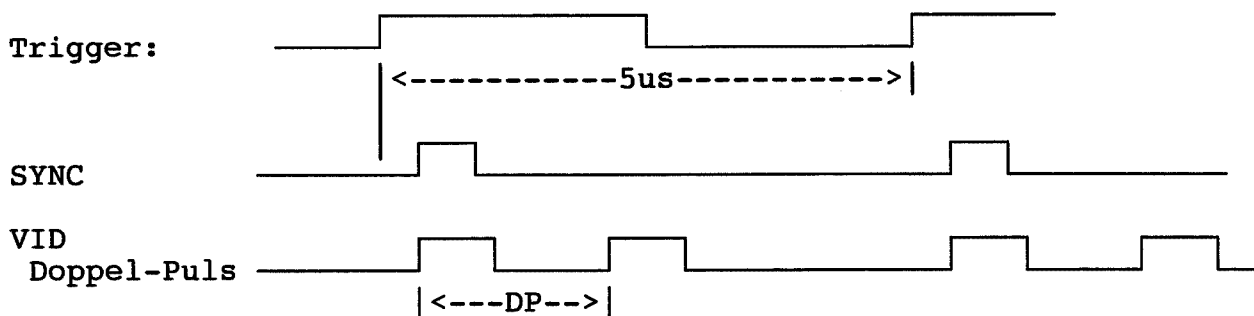 Trigger:
|<-----------5us----------->|
SYNC
VID
Doppel-Puls
|<---DP-->|